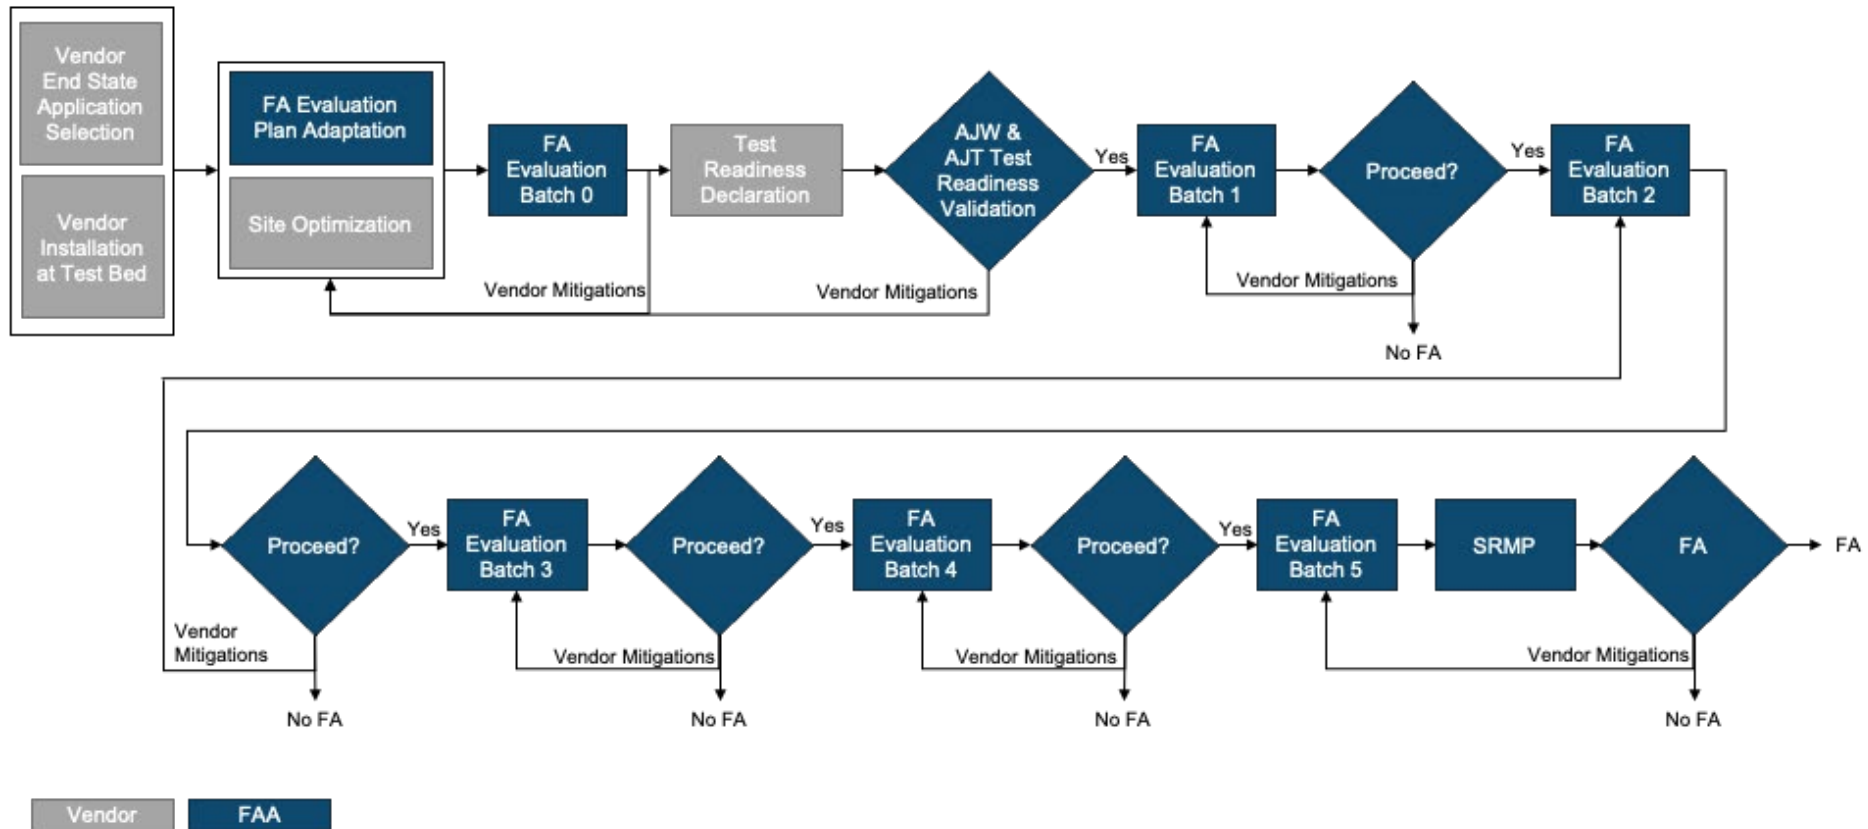 Vendor
End State
Application
Selection
Vendor
Installation
at Test Bed
FA Evaluation
Plan Adaptation
Site Optimization
FA
Evaluation
Batch 0
Test
Readiness
Declaration
AJW &
AJT Test
Readiness
Validation
Yes
FA
Evaluation
Batch 1
Proceed?
Yes
FA
Evaluation
Batch 2
Vendor Mitigations
Vendor Mitigations
Vendor Mitigations
No FA
Proceed?
Yes
FA
Evaluation
Batch 3
Proceed?
Yes
FA
Evaluation
Batch 4
Proceed?
Yes
FA
Evaluation
Batch 5
SRMP
FA
FA
Vendor
Mitigations
Vendor Mitigations
Vendor Mitigations
Vendor Mitigations
No FA
No FA
No FA
No FA
Vendor
FAA